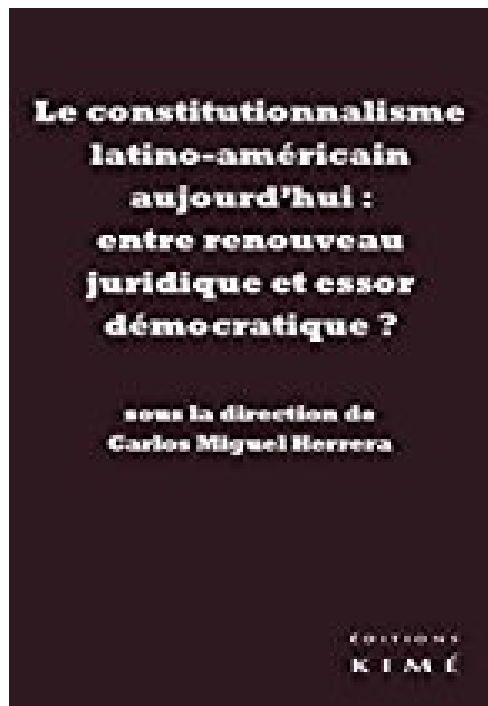 Le constitutionnalisme
latino-américain
aujourd'hui :
entre renouveau
juridique et essor
démocratique ?
sous la direction de
Carlos Miguel Herrera
ÉDITIONS
KIMÉ